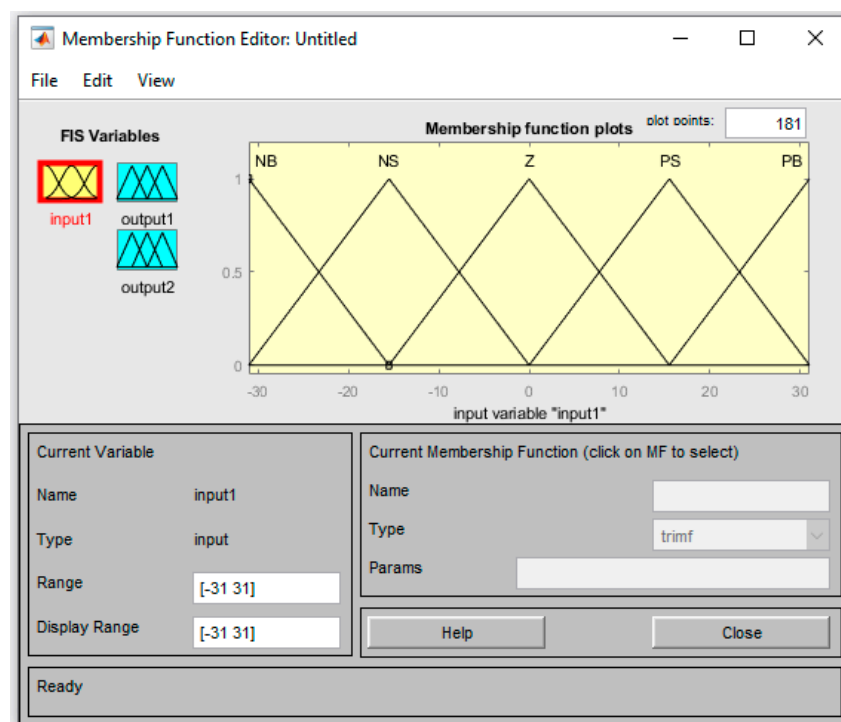 Membership Function Editor: Untitled
File Edit View
FIS Variables
input1
output1
output2
Membership function plots
plot points: 181
NB NS Z PS PB
1
0.5
0
-30 -20 -10 0 10 20 30
input variable "input1"
Current Variable
Name input1
Type input
Range [-31 31]
Display Range [-31 31]
Current Membership Function (click on MF to select)
Name
Type trimf
Params
Help Close
Ready